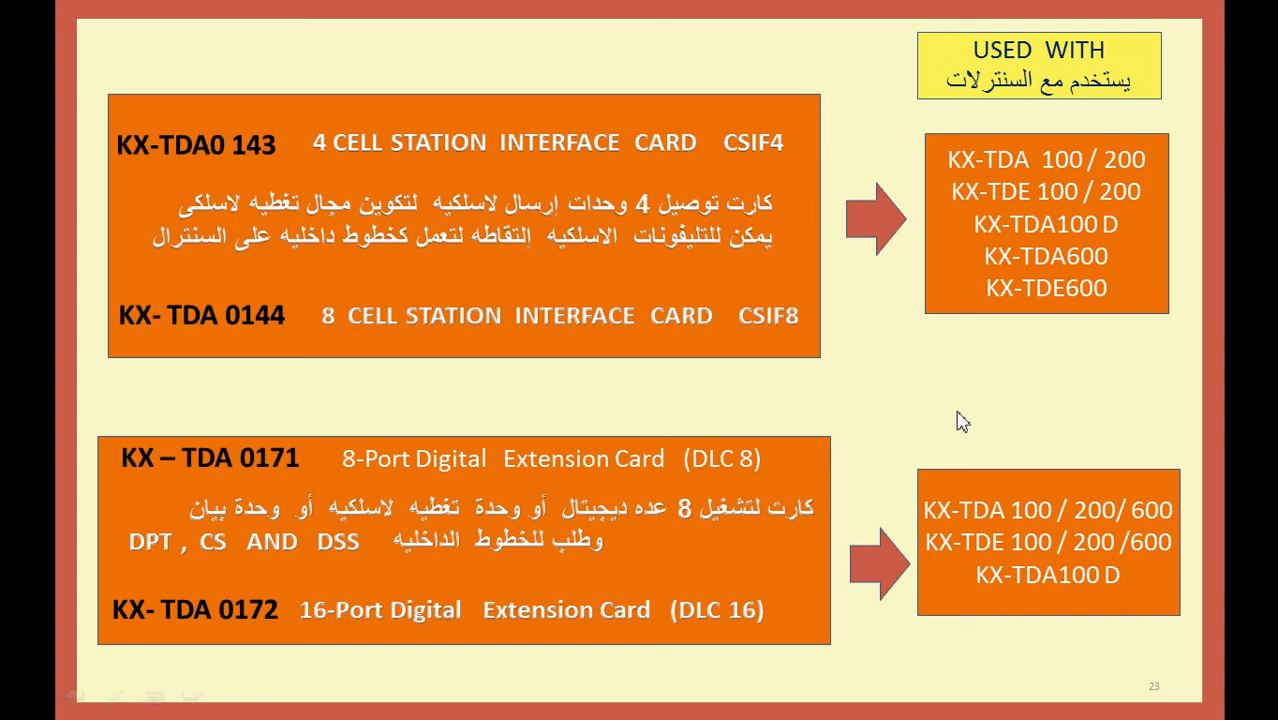 USED WITH
يستخدم مع السنترلات
KX-TDA0 143 4 CELL STATION INTERFACE CARD CSIF4
كارت توصيل 4 وحدات إرسال لاسلكيه لتكوين مجال تغطيه لاسلكى
يمكن للتليفونات الاسلكيه إلتقاطه لتعمل كخطوط داخليه على السنترال
KX- TDA 0144 8 CELL STATION INTERFACE CARD CSIF8
KX-TDA 100 / 200
KX-TDE 100 / 200
KX-TDA100 D
KX-TDA600
KX-TDE600
KX – TDA 0171 8-Port Digital Extension Card (DLC 8)
كارت لتشغيل 8 عده ديجيتال أو وحدة تغطيه لاسلكيه أو وحدة بيان
وطلب للخطوط الداخليه DPT , CS AND DSS
KX- TDA 0172 16-Port Digital Extension Card (DLC 16)
KX-TDA 100 / 200/ 600
KX-TDE 100 / 200 /600
KX-TDA100 D
23